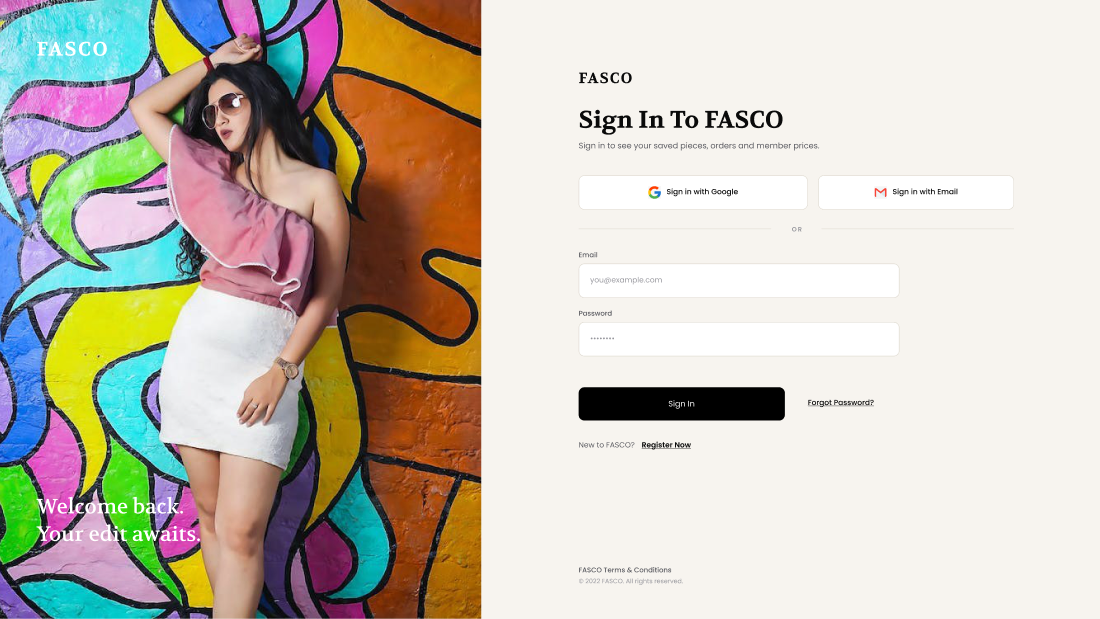 FASCO
Welcome back.
Your edit awaits.
FASCO
Sign In To FASCO
Sign in to see your saved pieces, orders and member prices.
Sign in with Google
Sign in with Email
OR
Email
you@example.com
Password
••••••••
Sign In
Forgot Password?
New to FASCO? Register Now
FASCO Terms & Conditions
© 2022 FASCO. All rights reserved.